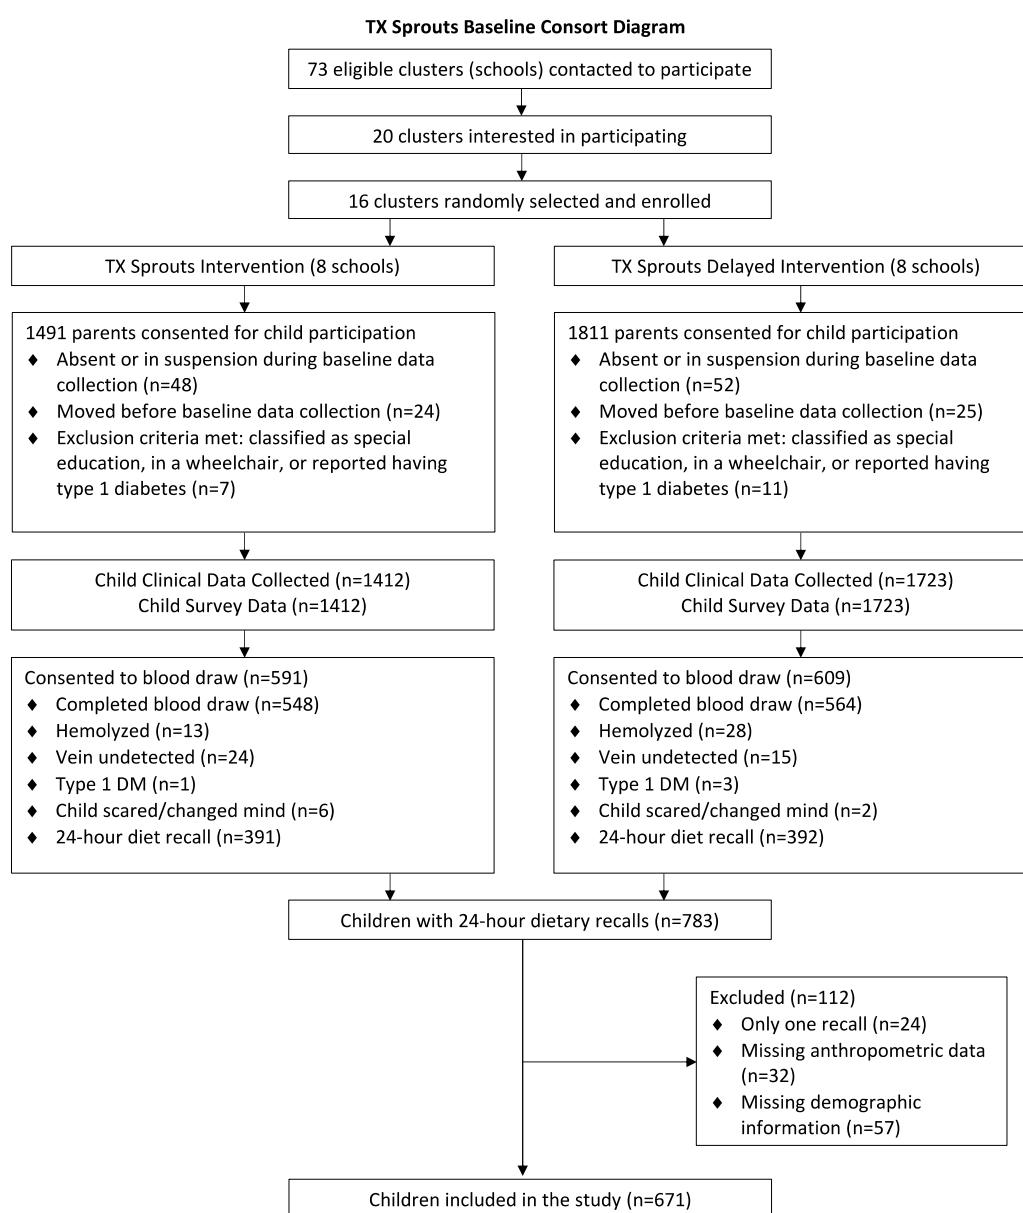 TX Sprouts Baseline Consort Diagram
73 eligible clusters (schools) contacted to participate
20 clusters interested in participating
16 clusters randomly selected and enrolled
TX Sprouts Intervention (8 schools)
1491 parents consented for child participation
♦ Absent or in suspension during baseline data
collection (n=48)
♦ Moved before baseline data collection (n=24)
♦ Exclusion criteria met: classified as special
education, in a wheelchair, or reported having
type 1 diabetes (n=7)
Child Clinical Data Collected (n=1412)
Child Survey Data (n=1412)
Consented to blood draw (n=591)
♦ Completed blood draw (n=548)
♦ Hemolyzed (n=13)
♦ Vein undetected (n=24)
♦ Type 1 DM (n=1)
♦ Child scared/changed mind (n=6)
♦ 24-hour diet recall (n=391)
TX Sprouts Delayed Intervention (8 schools)
1811 parents consented for child participation
♦ Absent or in suspension during baseline data
collection (n=52)
♦ Moved before baseline data collection (n=25)
♦ Exclusion criteria met: classified as special
education, in a wheelchair, or reported having
type 1 diabetes (n=11)
Child Clinical Data Collected (n=1723)
Child Survey Data (n=1723)
Consented to blood draw (n=609)
♦ Completed blood draw (n=564)
♦ Hemolyzed (n=28)
♦ Vein undetected (n=15)
♦ Type 1 DM (n=3)
♦ Child scared/changed mind (n=2)
♦ 24-hour diet recall (n=392)
Children with 24-hour dietary recalls (n=783)
Excluded (n=112)
♦ Only one recall (n=24)
♦ Missing anthropometric data
(n=32)
♦ Missing demographic
information (n=57)
Children included in the study (n=671)